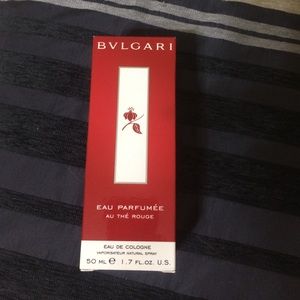 BVLGARI
EAU PARFUMÉE
AU THÉ ROUGE
EAU DE COLOGNE
VAPORISATEUR NATURAL SPRAY
50 ML ℮ 1.7 FL.OZ. U.S.